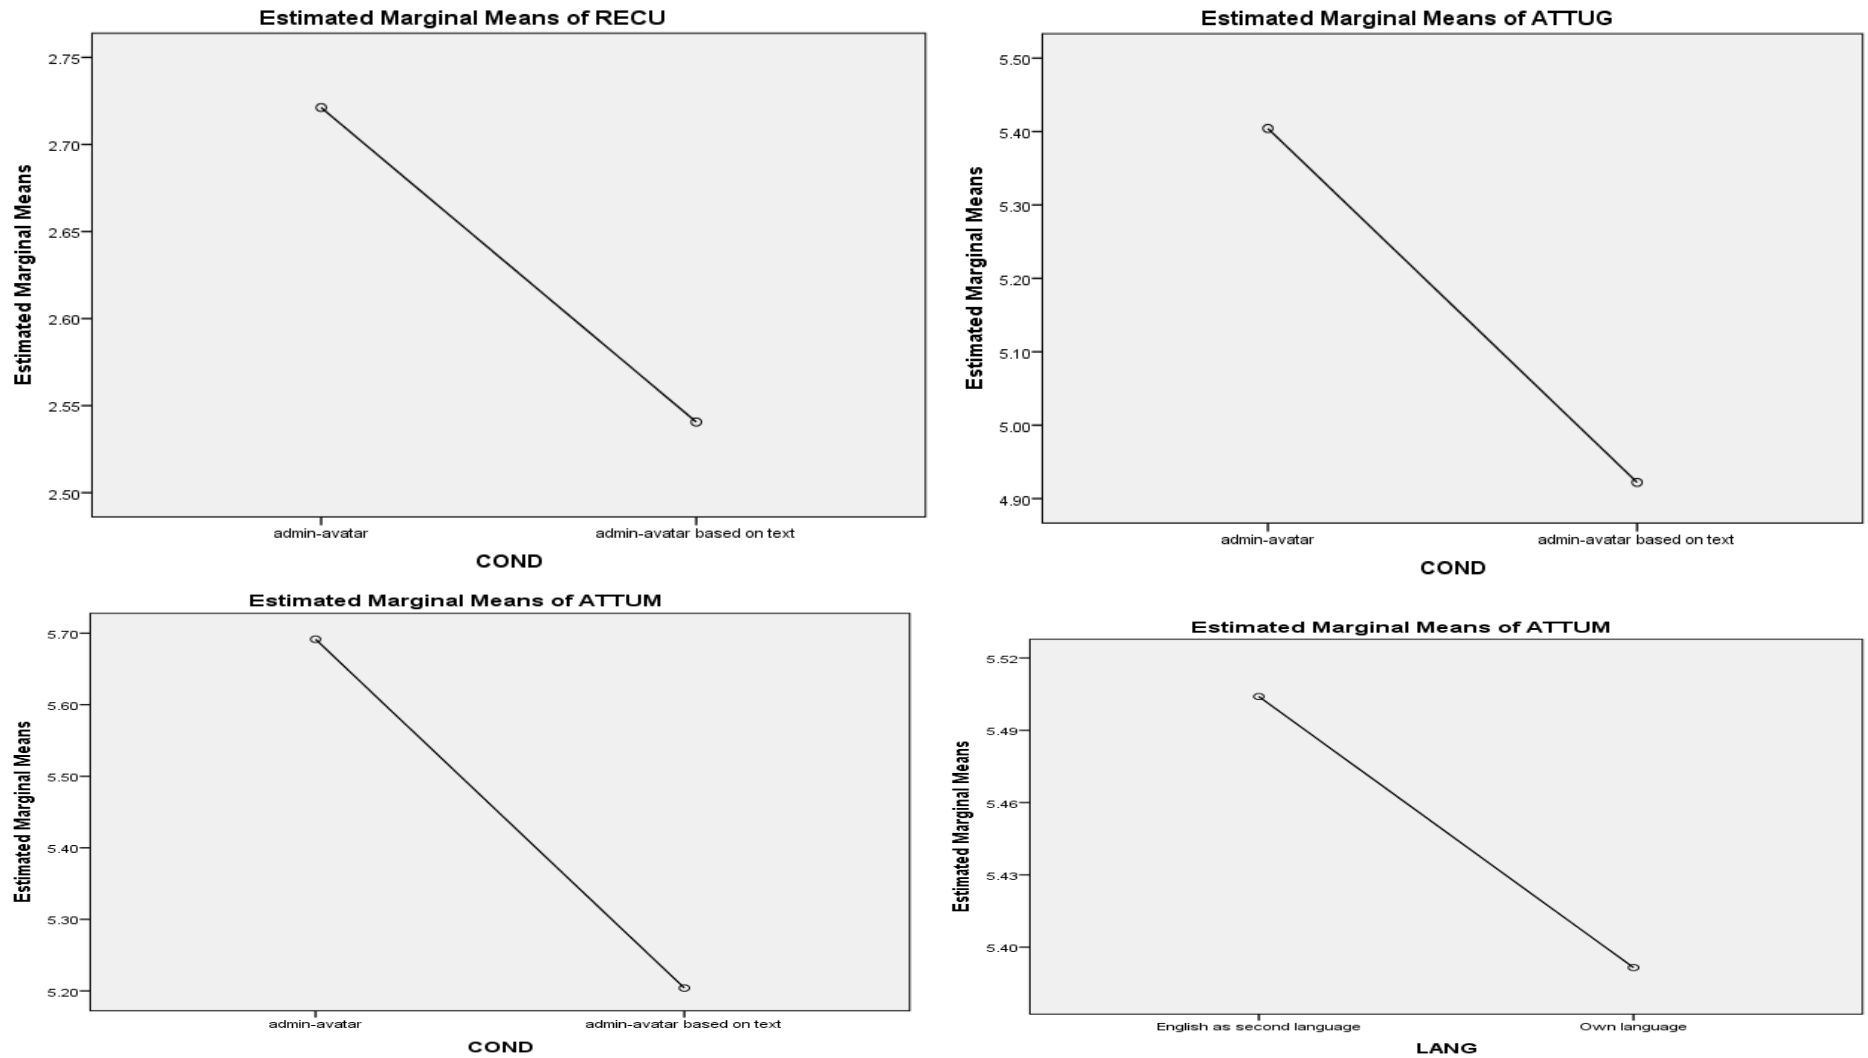 Estimated Marginal Means of RECU
Estimated Marginal Means
2.75
2.70
2.65
2.60
2.55
2.50
admin-avatar
admin-avatar based on text
COND
Estimated Marginal Means of ATTUG
Estimated Marginal Means
5.50
5.40
5.30
5.20
5.10
5.00
4.90
admin-avatar
admin-avatar based on text
COND
Estimated Marginal Means of ATTUM
Estimated Marginal Means
5.70
5.60
5.50
5.40
5.30
5.20
admin-avatar
admin-avatar based on text
COND
Estimated Marginal Means of ATTUM
Estimated Marginal Means
5.52
5.49
5.46
5.43
5.40
English as second language
Own language
LANG